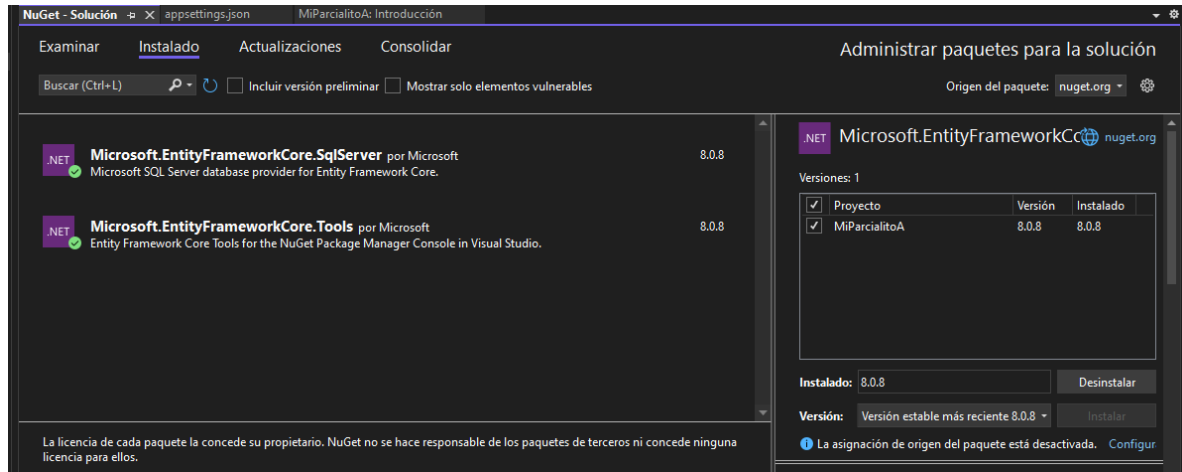 NuGet - Solución appsettings.json MiParcialitoA: Introducción
Examinar Instalado Actualizaciones Consolidar
Administrar paquetes para la solución
Buscar (Ctrl+L) Incluir versión preliminar Mostrar solo elementos vulnerables
Origen del paquete: nuget.org
.NET Microsoft.EntityFrameworkCore.SqlServer por Microsoft 8.0.8
Microsoft SQL Server database provider for Entity Framework Core.
.NET Microsoft.EntityFrameworkCore.Tools por Microsoft 8.0.8
Entity Framework Core Tools for the NuGet Package Manager Console in Visual Studio.
La licencia de cada paquete la concede su propietario. NuGet no se hace responsable de los paquetes de terceros ni concede ninguna
licencia para ellos.
.NET Microsoft.EntityFrameworkCo nuget.org
Versiones: 1
Proyecto Versión Instalado
MiParcialitoA 8.0.8 8.0.8
Instalado: 8.0.8 Desinstalar
Versión: Versión estable más reciente 8.0.8 Instalar
La asignación de origen del paquete está desactivada. Configur